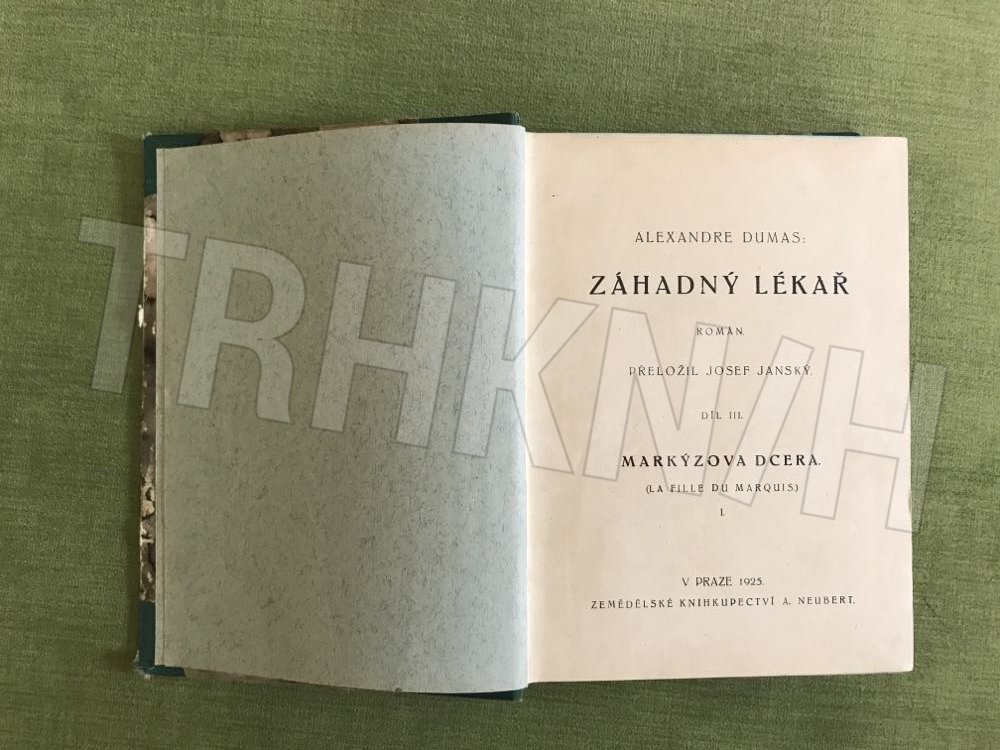 ALEXANDRE DUMAS:
ZÁHADNÝ LÉKAŘ
ROMÁN.
PŘELOŽIL JOSEF JANSKÝ.
DÍL III.
MARKÝZOVA DCERA.
(LA FILLE DU MARQUIS.)
I.
V PRAZE 1925.
ZEMĚDĚLSKÉ KNIHKUPECTVÍ A. NEUBERT.
TRHKNIH